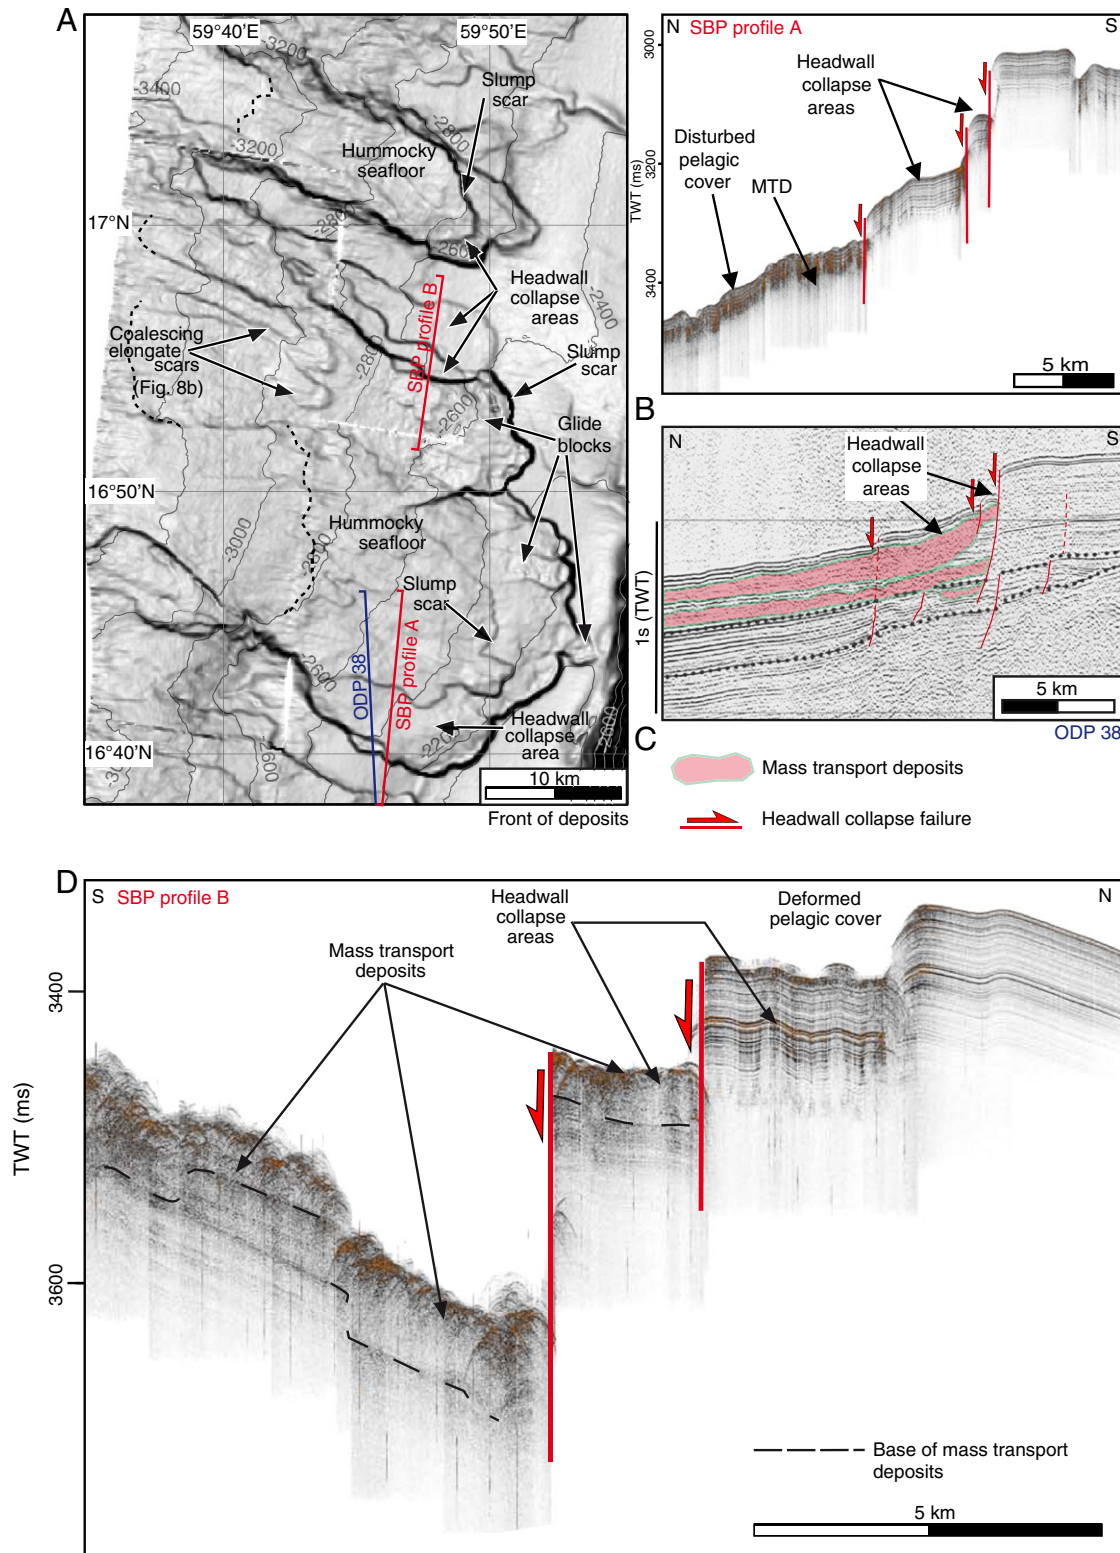 A
59°40'E
59°50'E
-3200
-3400
-3200
Slump
scar
-2800
Hummocky
seafloor
17°N
-2800
-2600
Headwall
collapse
areas
-2400
SBP profile B
Coalescing
elongate
scars
(Fig. 8b)
-2800
Slump
scar
-2600
Glide
blocks
16°50'N
Hummocky
seafloor
-3000
Slump
scar
ODP 38
SBP profile A
-2600
Headwall
collapse
area
-2600
16°40'N
-2600
10 km
Front of deposits
N
SBP profile A
S
3000
3200
3400
TWT (ms)
Headwall
collapse
areas
Disturbed
pelagic
cover
MTD
5 km
B
N
S
Headwall
collapse
areas
1s (TWT)
5 km
ODP 38
C
Mass transport deposits
Headwall collapse failure
D
S
SBP profile B
Headwall
collapse
areas
Deformed
pelagic cover
N
Mass transport
deposits
3400
3600
TWT (ms)
Base of mass transport
deposits
5 km